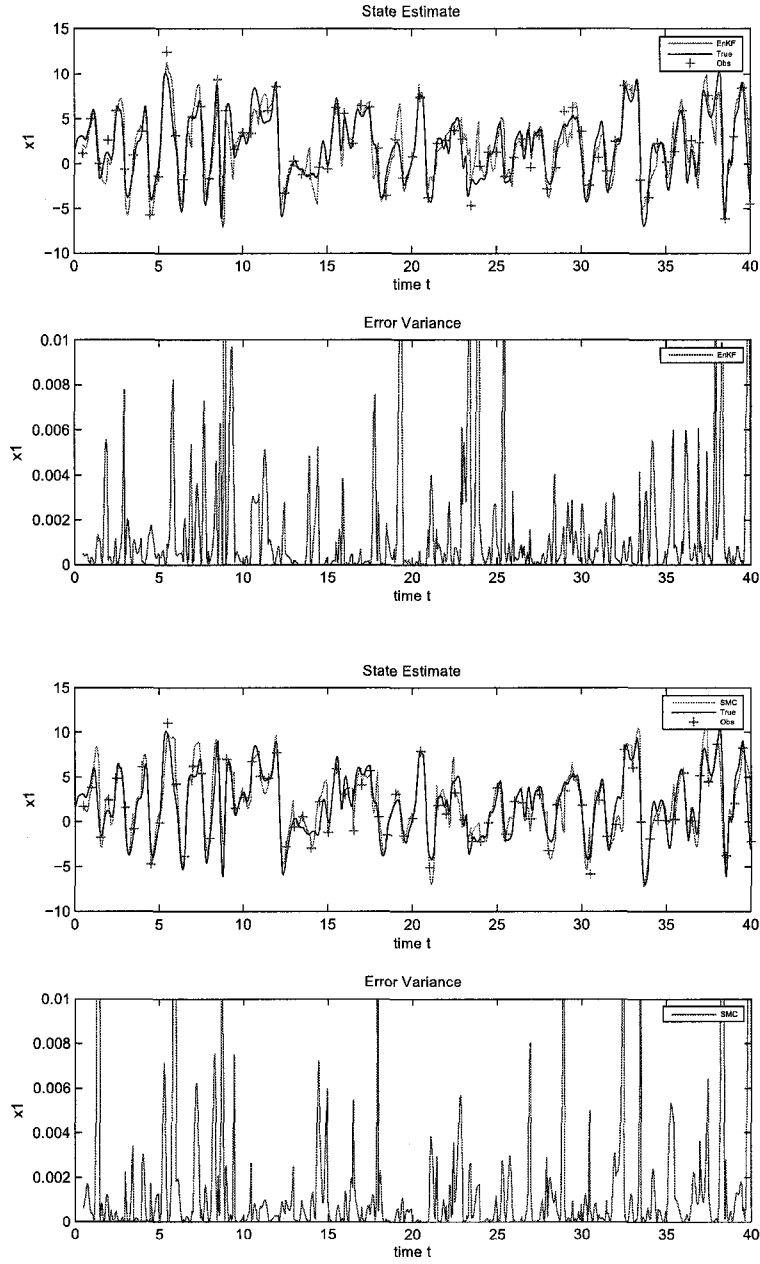 State Estimate
15
10
5
0
−5
−10
x1
EnKF
True
Obs
0 5 10 15 20 25 30 35 40
time t
Error Variance
0.01
0.008
0.006
0.004
0.002
0
x1
EnKF
0 5 10 15 20 25 30 35 40
time t
State Estimate
15
10
5
0
−5
−10
x1
SMC
True
Obs
0 5 10 15 20 25 30 35 40
time t
Error Variance
0.01
0.008
0.006
0.004
0.002
0
x1
SMC
0 5 10 15 20 25 30 35 40
time t